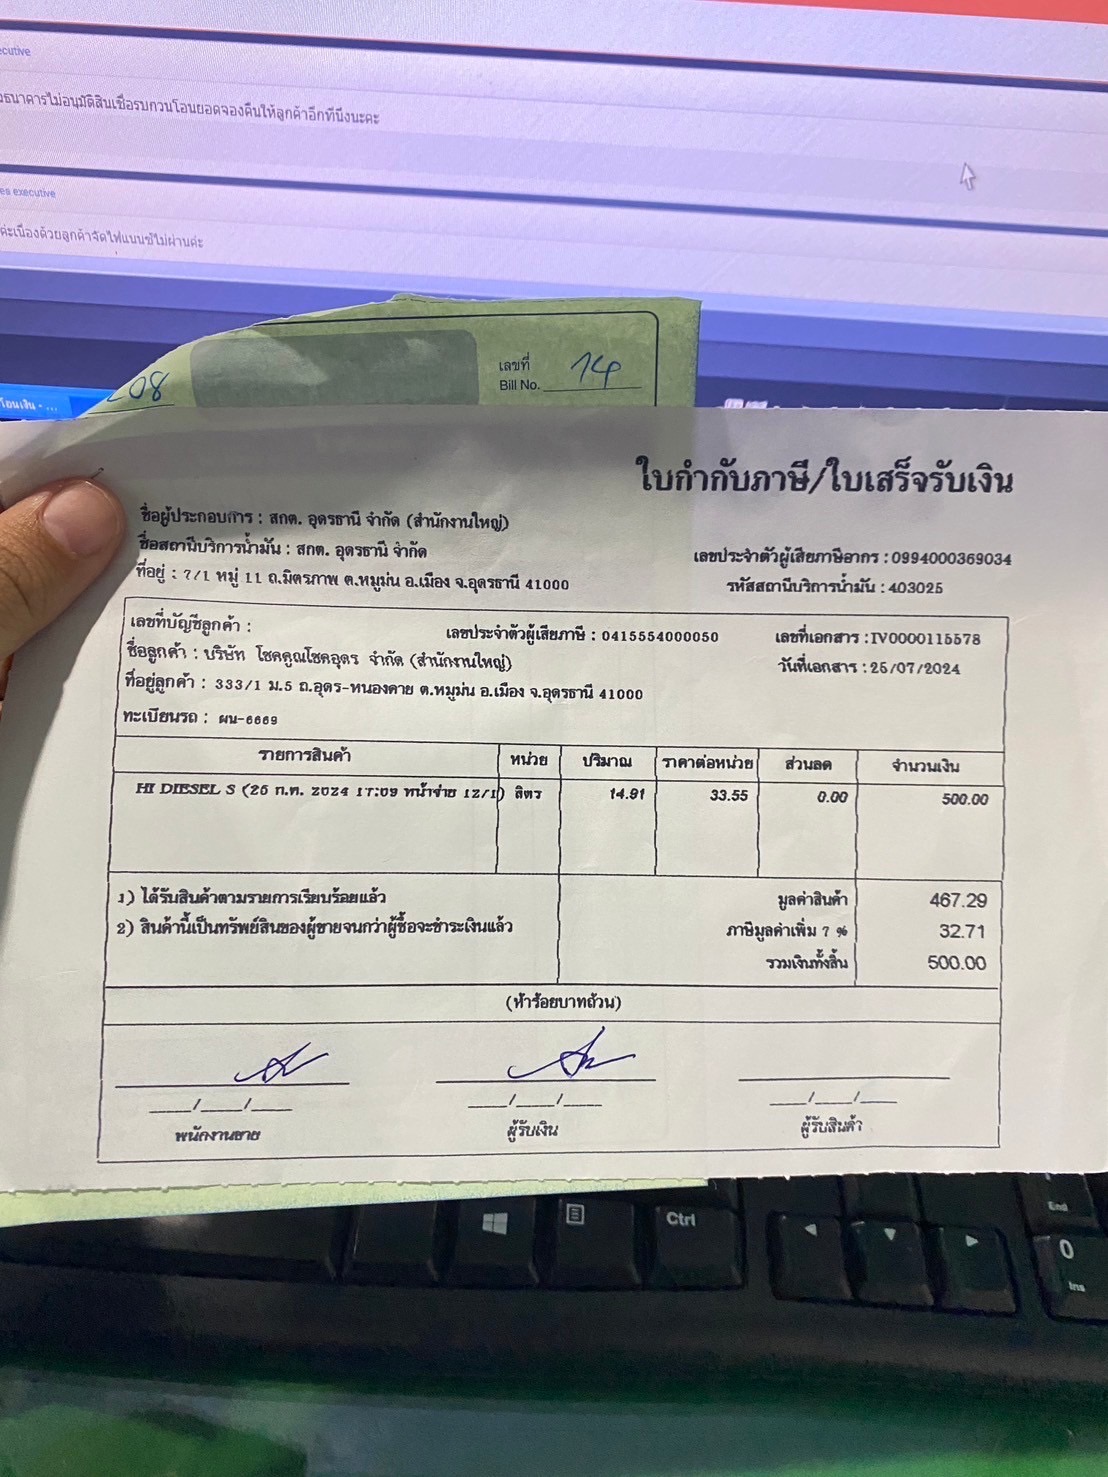 ecutive
ธนาคารไม่อนุมัติสินเชื่อรบกวนโอนยอดจองคืนให้ลูกค้าอีกทีนึงนะคะ
es executive
ค่ะเนื่องด้วยลูกค้าจัดไฟแนนซ์ไม่ผ่านค่ะ
โอนเงิน - ...
08
เลขที่
Bill No. 14
ใบกำกับภาษี/ใบเสร็จรับเงิน
ชื่อผู้ประกอบการ : สกต. อุดรธานี จำกัด (สำนักงานใหญ่)
ชื่อสถานีบริการน้ำมัน : สกต. อุดรธานี จำกัด
เลขประจำตัวผู้เสียภาษีอากร : 0994000369034
ที่อยู่ : 7/1 หมู่ 11 ถ.มิตรภาพ ต.หมูม่น อ.เมือง จ.อุดรธานี 41000
รหัสสถานีบริการน้ำมัน : 403025
เลขที่บัญชีลูกค้า :
เลขประจำตัวผู้เสียภาษี : 0415554000050
เลขที่เอกสาร : IV0000115578
ชื่อลูกค้า : บริษัท โชคคูณโชคอุดร จำกัด (สำนักงานใหญ่)
วันที่เอกสาร : 25/07/2024
ที่อยู่ลูกค้า : 333/1 ม.5 ถ.อุดร-หนองคาย ต.หมูม่น อ.เมือง จ.อุดรธานี 41000
ทะเบียนรถ : ผน-6669
รายการสินค้า หน่วย ปริมาณ ราคาต่อหน่วย ส่วนลด จำนวนเงิน
HI DIESEL S (25 ก.ค. 2024 17:09 หน้าจ่าย 12/1) ลิตร 14.91 33.55 0.00 500.00
1) ได้รับสินค้าตามรายการเรียบร้อยแล้ว
มูลค่าสินค้า 467.29
2) สินค้านี้เป็นทรัพย์สินของผู้ขายจนกว่าผู้ซื้อจะชำระเงินแล้ว
ภาษีมูลค่าเพิ่ม 7 % 32.71
รวมเงินทั้งสิ้น 500.00
(ห้าร้อยบาทถ้วน)
___/___/___ ___/___/___ ___/___/___
พนักงานขาย ผู้รับเงิน ผู้รับสินค้า
Ctrl
End
0
Ins